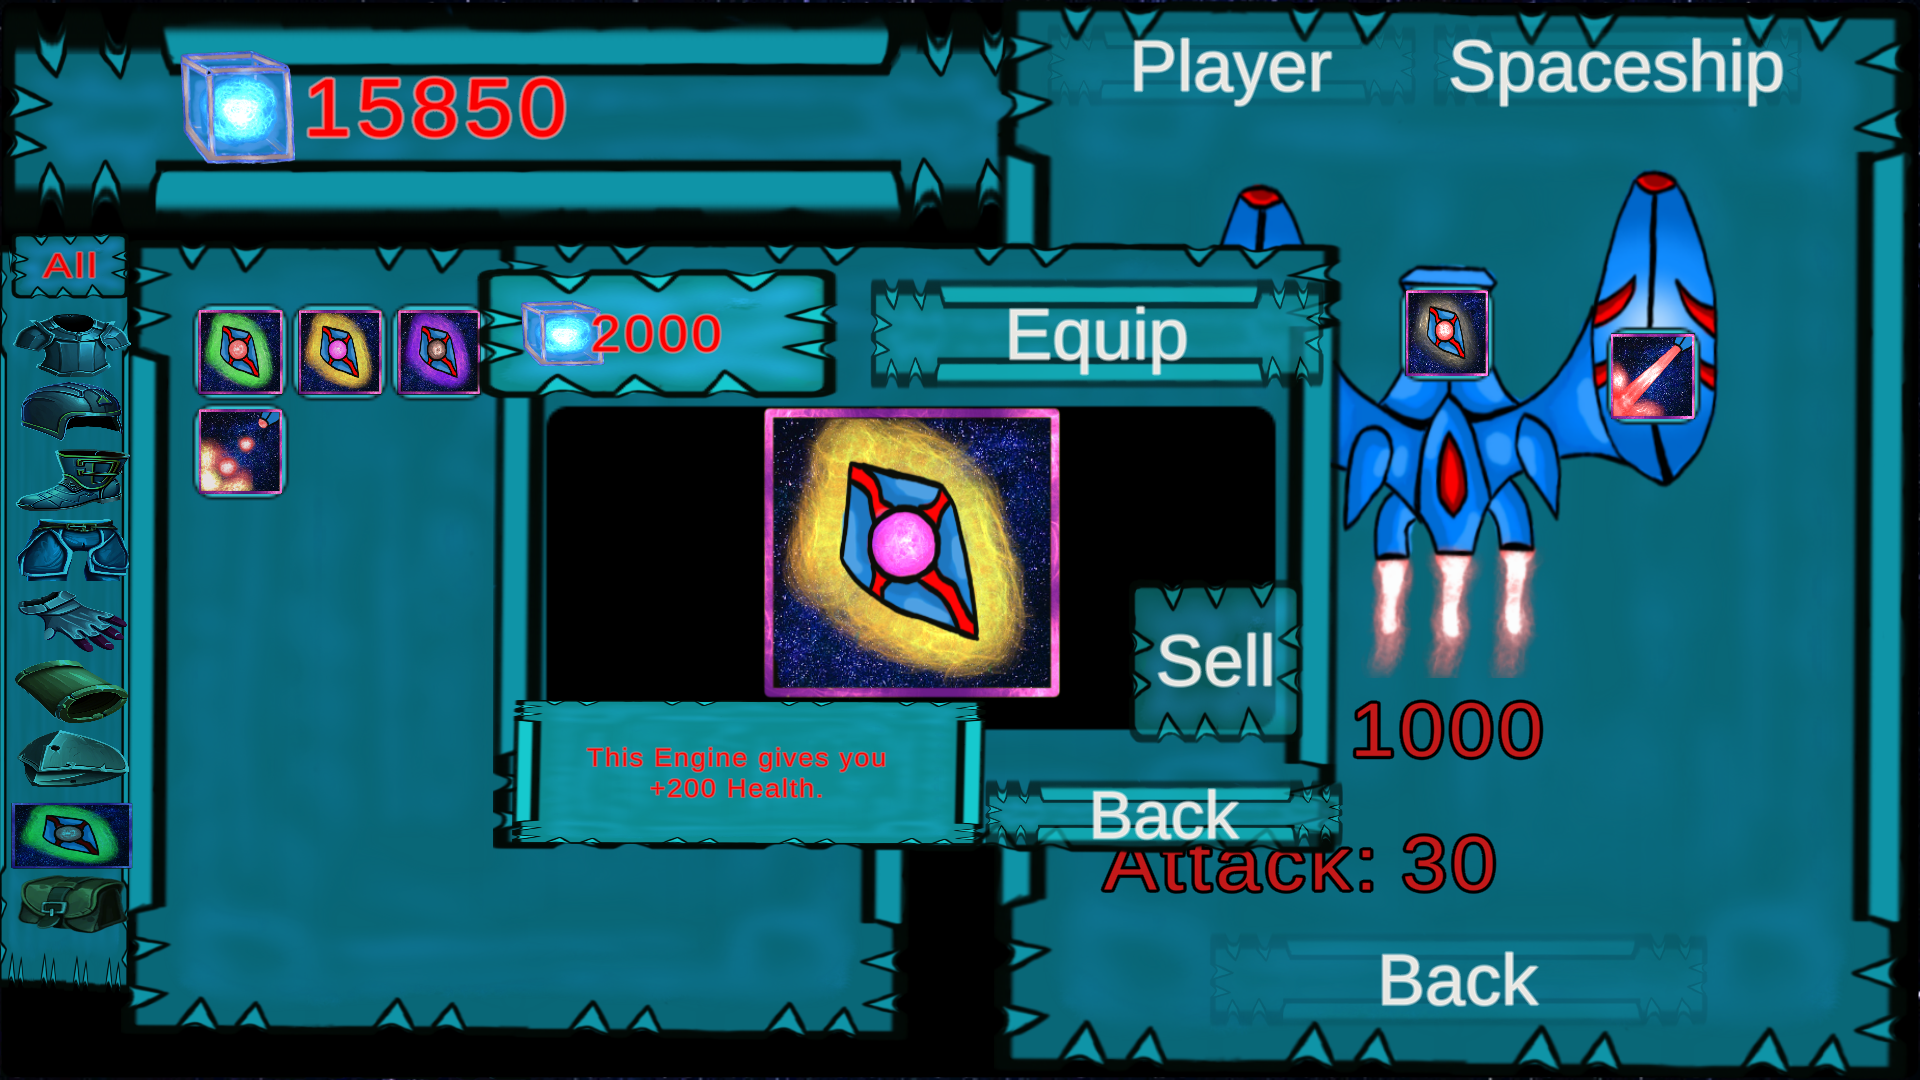 15850
Player
Spaceship
All
2000
Equip
Sell
This Engine gives you
+200 Health.
1000
Back
Attack: 30
Back